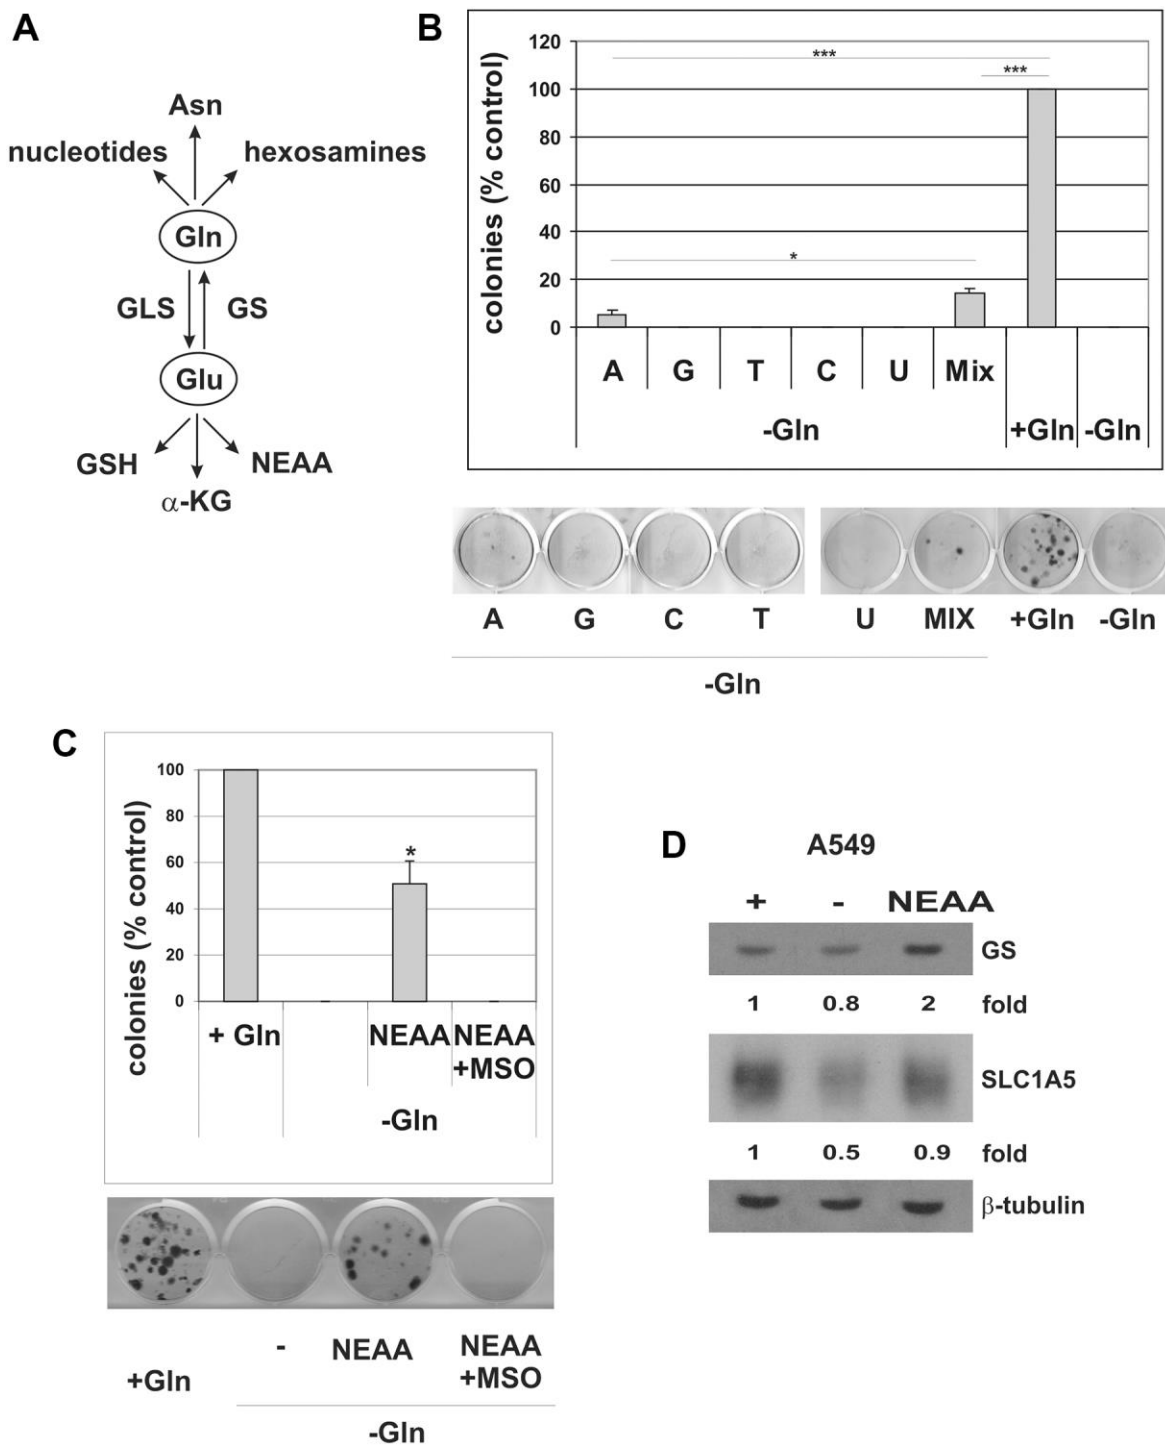 A
Asn
nucleotides
hexosamines
Gln
GLS
GS
Glu
GSH
NEAA
α-KG
B
colonies (% control)
120
100
80
60
40
20
0
***
***
*
A G T C U Mix
-Gln +Gln -Gln
A G C T U MIX +Gln -Gln
-Gln
C
colonies (% control)
100
80
60
40
20
0
*
+ Gln NEAA NEAA
+MSO
-Gln
- NEAA NEAA
+Gln +MSO
-Gln
D
A549
+ - NEAA
GS
1 0.8 2 fold
SLC1A5
1 0.5 0.9 fold
β-tubulin